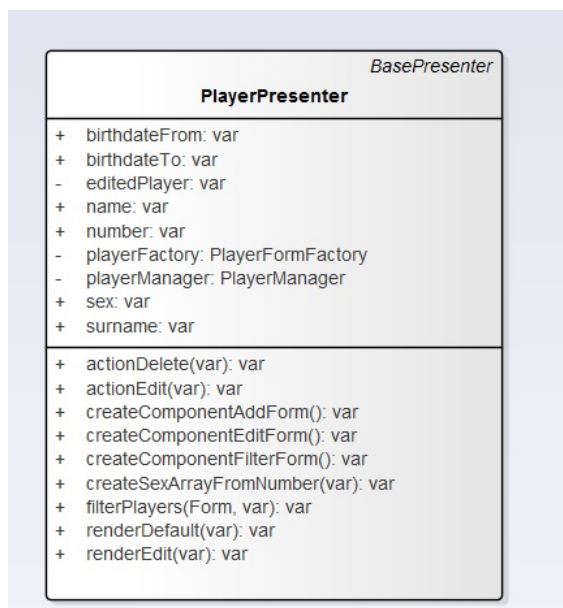 BasePresenter
PlayerPresenter
+ birthdateFrom: var
+ birthdateTo: var
- editedPlayer: var
+ name: var
+ number: var
- playerFactory: PlayerFormFactory
- playerManager: PlayerManager
+ sex: var
+ surname: var
+ actionDelete(var): var
+ actionEdit(var): var
+ createComponentAddForm(): var
+ createComponentEditForm(): var
+ createComponentFilterForm(): var
+ createSexArrayFromNumber(var): var
+ filterPlayers(Form, var): var
+ renderDefault(var): var
+ renderEdit(var): var